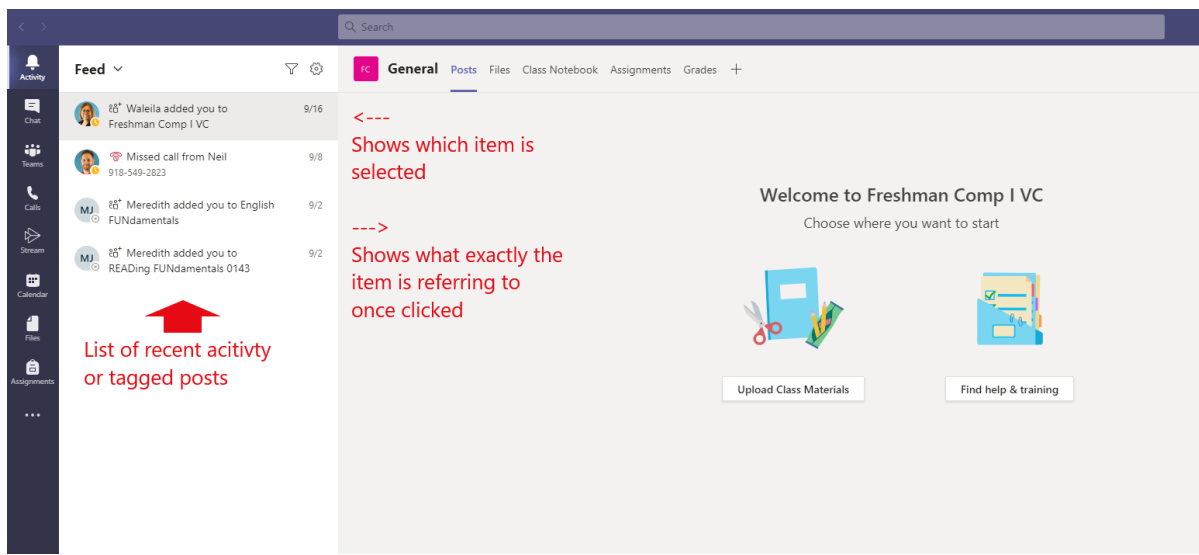 Search
Activity
Chat
Teams
Calls
Stream
Calendar
Files
Assignments
Feed
Waleila added you to
Freshman Comp I VC
9/16
Missed call from Neil
918-549-2823
9/8
MJ
Meredith added you to English
FUNdamentals
9/2
MJ
Meredith added you to
READing FUNdamentals 0143
9/2
List of recent acitivty
or tagged posts
FC General Posts Files Class Notebook Assignments Grades +
<---
Shows which item is
selected
--->
Shows what exactly the
item is referring to
once clicked
Welcome to Freshman Comp I VC
Choose where you want to start
Upload Class Materials
Find help & training